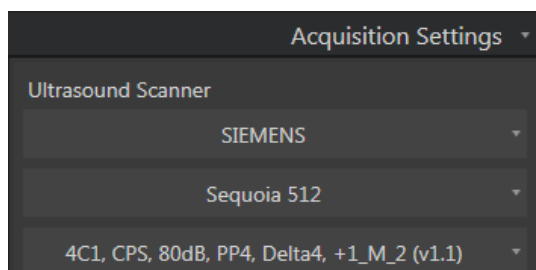 Acquisition Settings
Ultrasound Scanner
SIEMENS
Sequoia 512
4C1, CPS, 80dB, PP4, Delta4, +1_M_2 (v1.1)